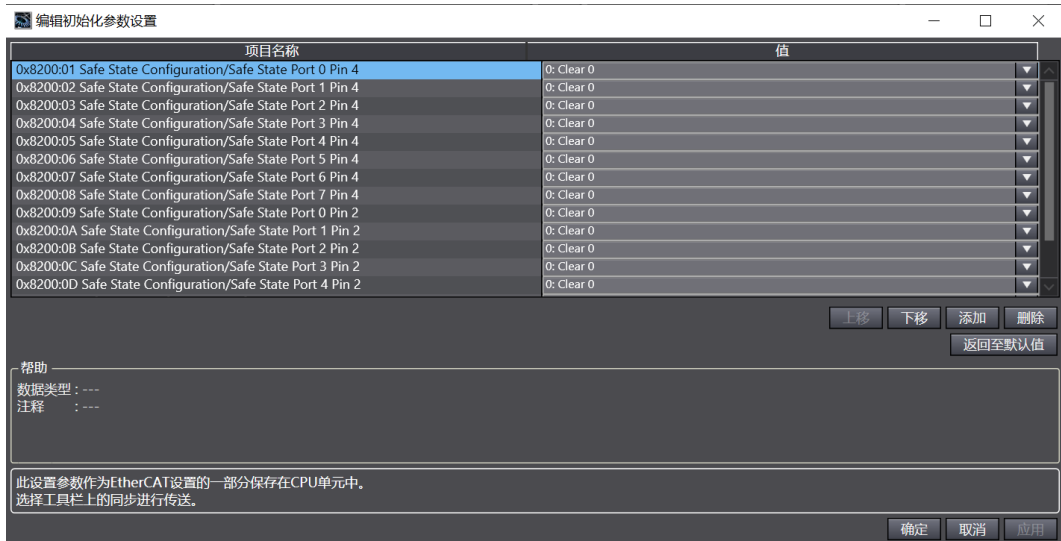 编辑初始化参数设置
项目名称 值
0x8200:01 Safe State Configuration/Safe State Port 0 Pin 4 0: Clear 0
0x8200:02 Safe State Configuration/Safe State Port 1 Pin 4 0: Clear 0
0x8200:03 Safe State Configuration/Safe State Port 2 Pin 4 0: Clear 0
0x8200:04 Safe State Configuration/Safe State Port 3 Pin 4 0: Clear 0
0x8200:05 Safe State Configuration/Safe State Port 4 Pin 4 0: Clear 0
0x8200:06 Safe State Configuration/Safe State Port 5 Pin 4 0: Clear 0
0x8200:07 Safe State Configuration/Safe State Port 6 Pin 4 0: Clear 0
0x8200:08 Safe State Configuration/Safe State Port 7 Pin 4 0: Clear 0
0x8200:09 Safe State Configuration/Safe State Port 0 Pin 2 0: Clear 0
0x8200:0A Safe State Configuration/Safe State Port 1 Pin 2 0: Clear 0
0x8200:0B Safe State Configuration/Safe State Port 2 Pin 2 0: Clear 0
0x8200:0C Safe State Configuration/Safe State Port 3 Pin 2 0: Clear 0
0x8200:0D Safe State Configuration/Safe State Port 4 Pin 2 0: Clear 0
上移 下移 添加 删除
返回至默认值
帮助
数据类型 : ---
注释 : ---
此设置参数作为EtherCAT设置的一部分保存在CPU单元中。
选择工具栏上的同步进行传送。
确定 取消 应用